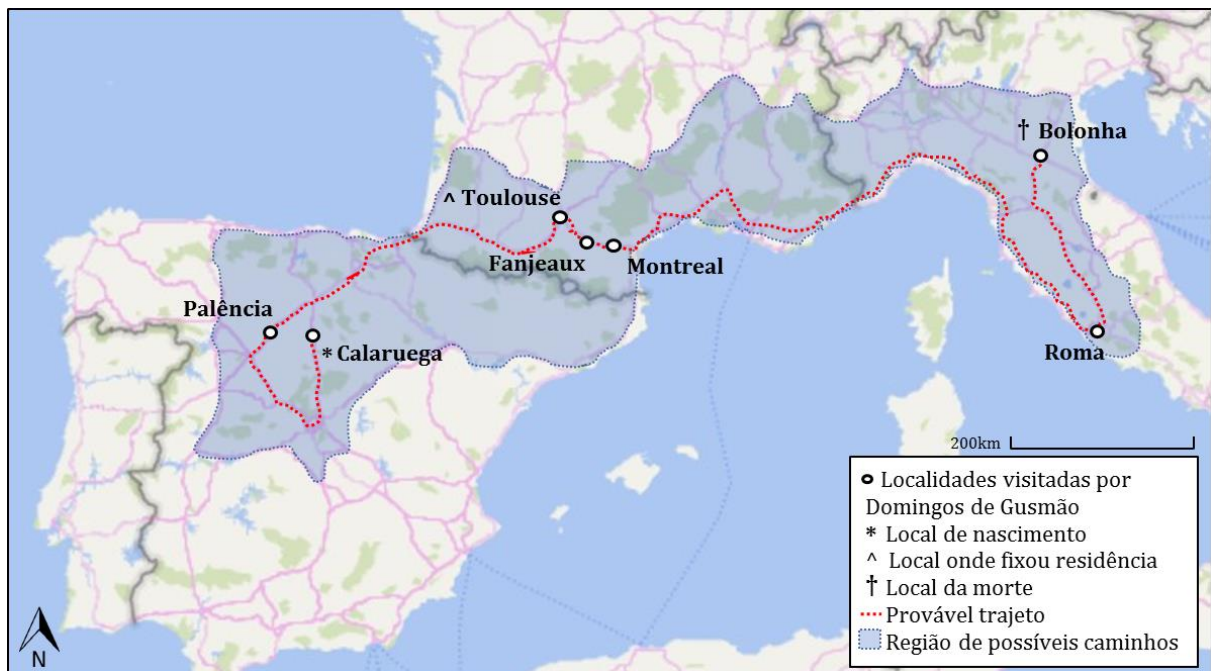 † Bolonha
^ Toulouse
Fanjeaux
Montreal
Palência
* Calaruega
Roma
200km
Localidades visitadas por
Domingos de Gusmão
* Local de nascimento
^ Local onde fixou residência
† Local da morte
Provável trajeto
Região de possíveis caminhos
N